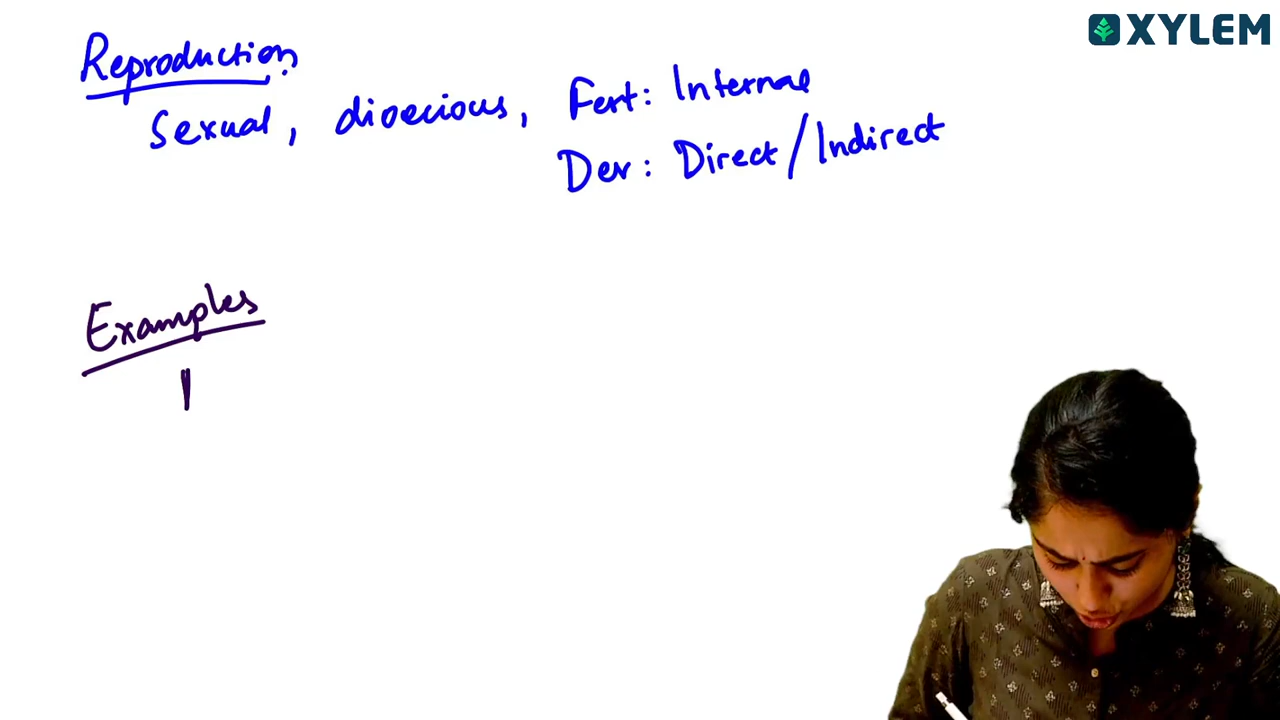 XYLEM
Reproduction
Sexual, dioecious, Fert: Internal
Dev: Direct/Indirect
Examples